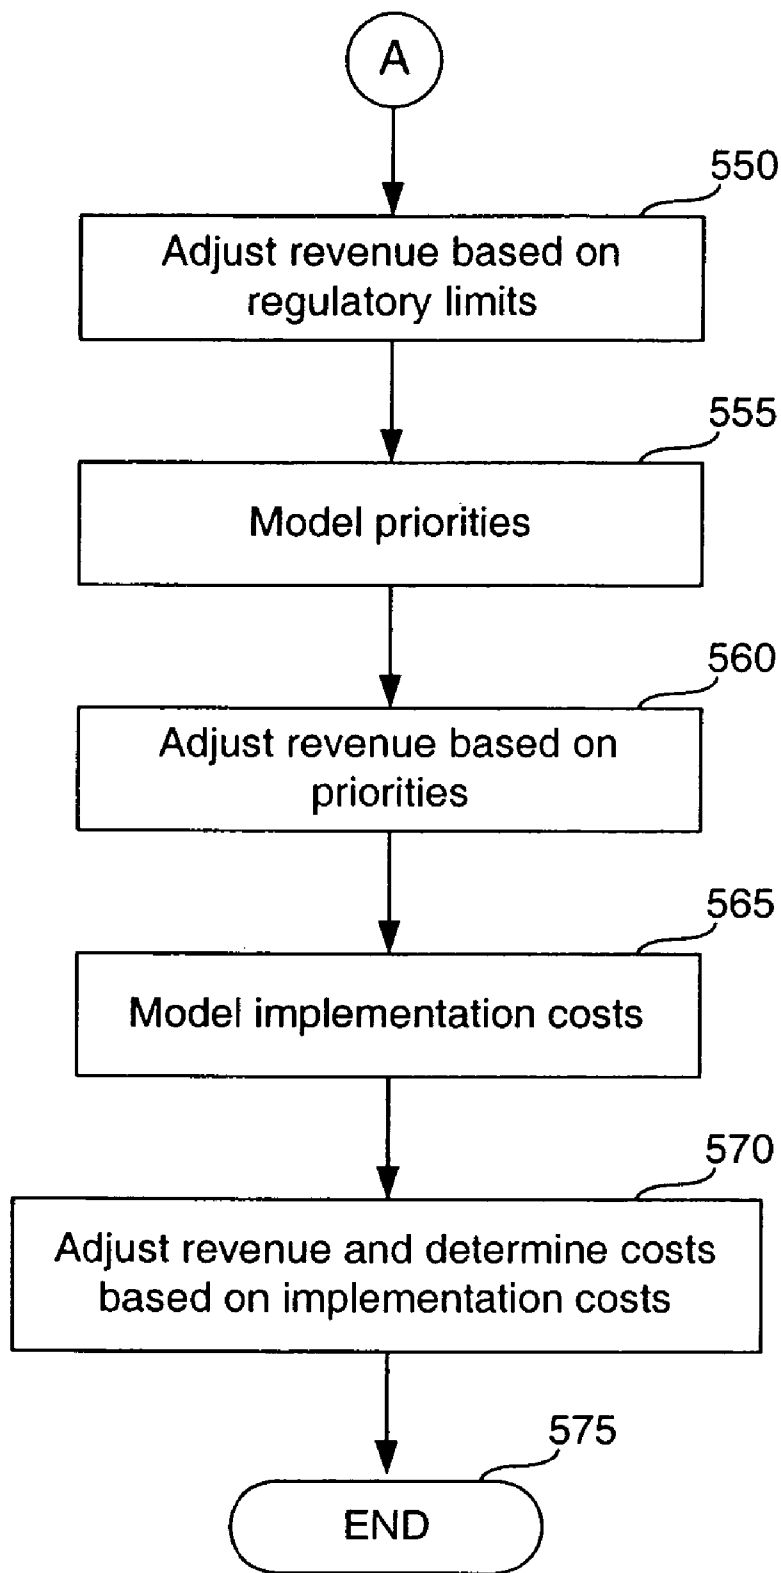 A
550
Adjust revenue based on
regulatory limits
555
Model priorities
560
Adjust revenue based on
priorities
565
Model implementation costs
570
Adjust revenue and determine costs
based on implementation costs
575
END